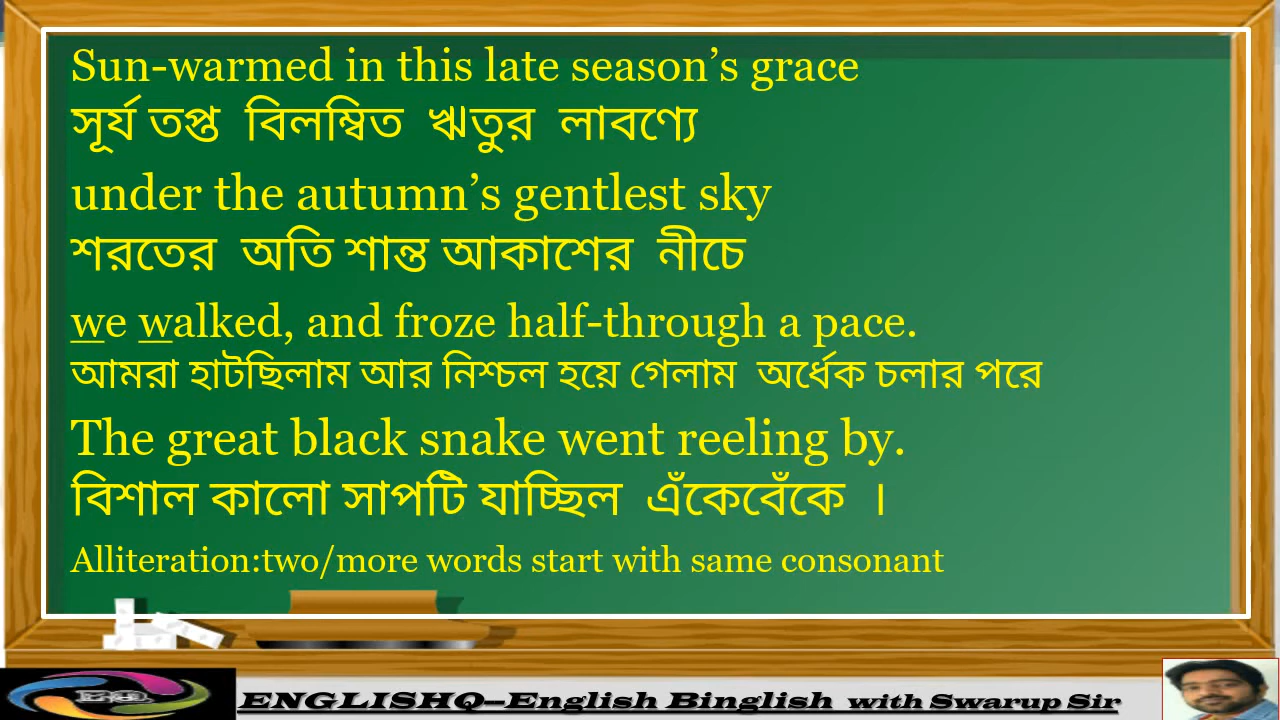 Sun-warmed in this late season’s grace
সূর্য তপ্ত বিলম্বিত ঋতুর লাবণ্যে
under the autumn’s gentlest sky
শরতের অতি শান্ত আকাশের নীচে
we walked, and froze half-through a pace.
আমরা হাটছিলাম আর নিশ্চল হয়ে গেলাম অর্ধেক চলার পরে
The great black snake went reeling by.
বিশাল কালো সাপটি যাচ্ছিল এঁকেবেঁকে ।
Alliteration:two/more words start with same consonant
ENGLISHQ–English Binglish with Swarup Sir